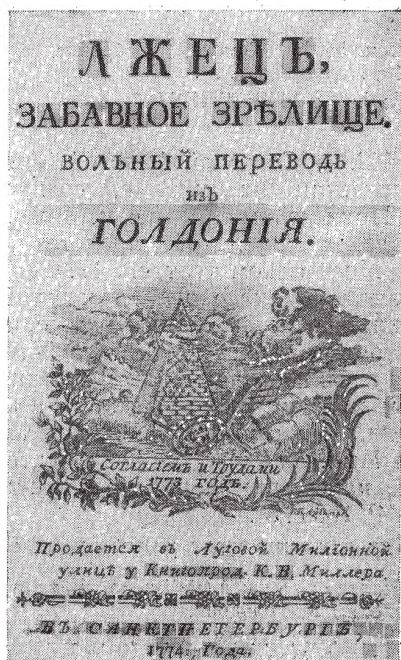 ЛЖЕЦЪ,
ЗАБАВНОЕ ЗРѢЛИЩЕ.
ВОЛЬНЫЙ ПЕРЕВОДЪ
изЪ
ГОЛДОНІЯ.
Согласіемъ и Трудами
1773 годъ.
Продается въ Луговой Миліонной
улицѣ у Книгопрод. К. В. Миллера.
ВЪ САНКТПЕТЕРБУРГѢ,
1774. Года.